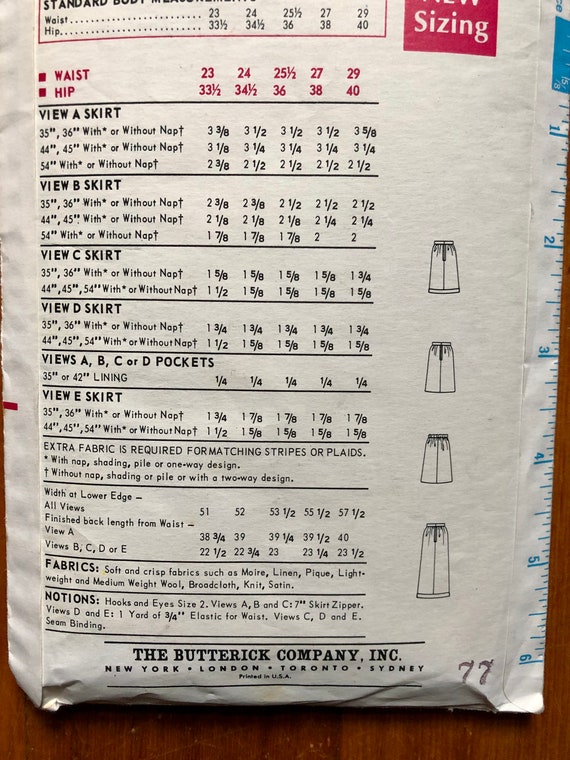 STANDARD BODY MEASUREMENTS
Waist 23 24 25½ 27 29
Hip 33½ 34½ 36 38 40
NEW
Sizing
■ WAIST 23 24 25½ 27 29
■ HIP 33½ 34½ 36 38 40
VIEW A SKIRT
35", 36" With* or Without Nap† 3 3/8 3 1/2 3 1/2 3 1/2 3 5/8
44", 45" With* or Without Nap† 3 1/8 3 1/4 3 1/4 3 1/4 3 1/4
54" With* or Without Nap† 2 3/8 2 1/2 2 1/2 2 1/2 2 1/2
VIEW B SKIRT
35", 36" With* or Without Nap† 2 3/8 2 3/8 2 1/2 2 1/2 2 1/2
44", 45" With* or Without Nap† 2 1/8 2 1/8 2 1/8 2 1/4 2 1/4
54" With* or Without Nap† 1 7/8 1 7/8 1 7/8 2 2
VIEW C SKIRT
35", 36" With* or Without Nap† 1 5/8 1 5/8 1 5/8 1 5/8 1 3/4
44",45",54" With* or Without Nap† 1 1/2 1 5/8 1 5/8 1 5/8 1 5/8
VIEW D SKIRT
35", 36" With* or Without Nap† 1 3/4 1 3/4 1 3/4 1 3/4 1 3/4
44",45",54" With* or Without Nap† 1 1/2 1 5/8 1 5/8 1 5/8 1 5/8
VIEWS A, B, C or D POCKETS
35" or 42" LINING 1/4 1/4 1/4 1/4 1/4
VIEW E SKIRT
35", 36" With* or Without Nap† 1 3/4 1 7/8 1 7/8 1 7/8 1 7/8
44",45",54" With* or Without Nap† 1 1/2 1 5/8 1 5/8 1 5/8 1 5/8
EXTRA FABRIC IS REQUIRED FOR MATCHING STRIPES OR PLAIDS.
* With nap, shading, pile or one-way design.
† Without nap, shading or pile or with a two-way design.
Width at Lower Edge –
All Views 51 52 53 1/2 55 1/2 57 1/2
Finished back length from Waist –
View A 38 3/4 39 39 1/4 39 1/2 40
Views B, C, D or E 22 1/2 22 3/4 23 23 1/4 23 1/2
FABRICS: Soft and crisp fabrics such as Moire, Linen, Pique, Light-
weight and Medium Weight Wool, Broadcloth, Knit, Satin.
NOTIONS: Hooks and Eyes Size 2. Views A, B and C: 7" Skirt Zipper.
Views D and E: 1 Yard of 3/4" Elastic for Waist. Views C, D and E.
Seam Binding.
THE BUTTERICK COMPANY, INC.
NEW YORK • LONDON • TORONTO • SYDNEY
Printed in U.S.A.
77
1
2
3
4
5
6